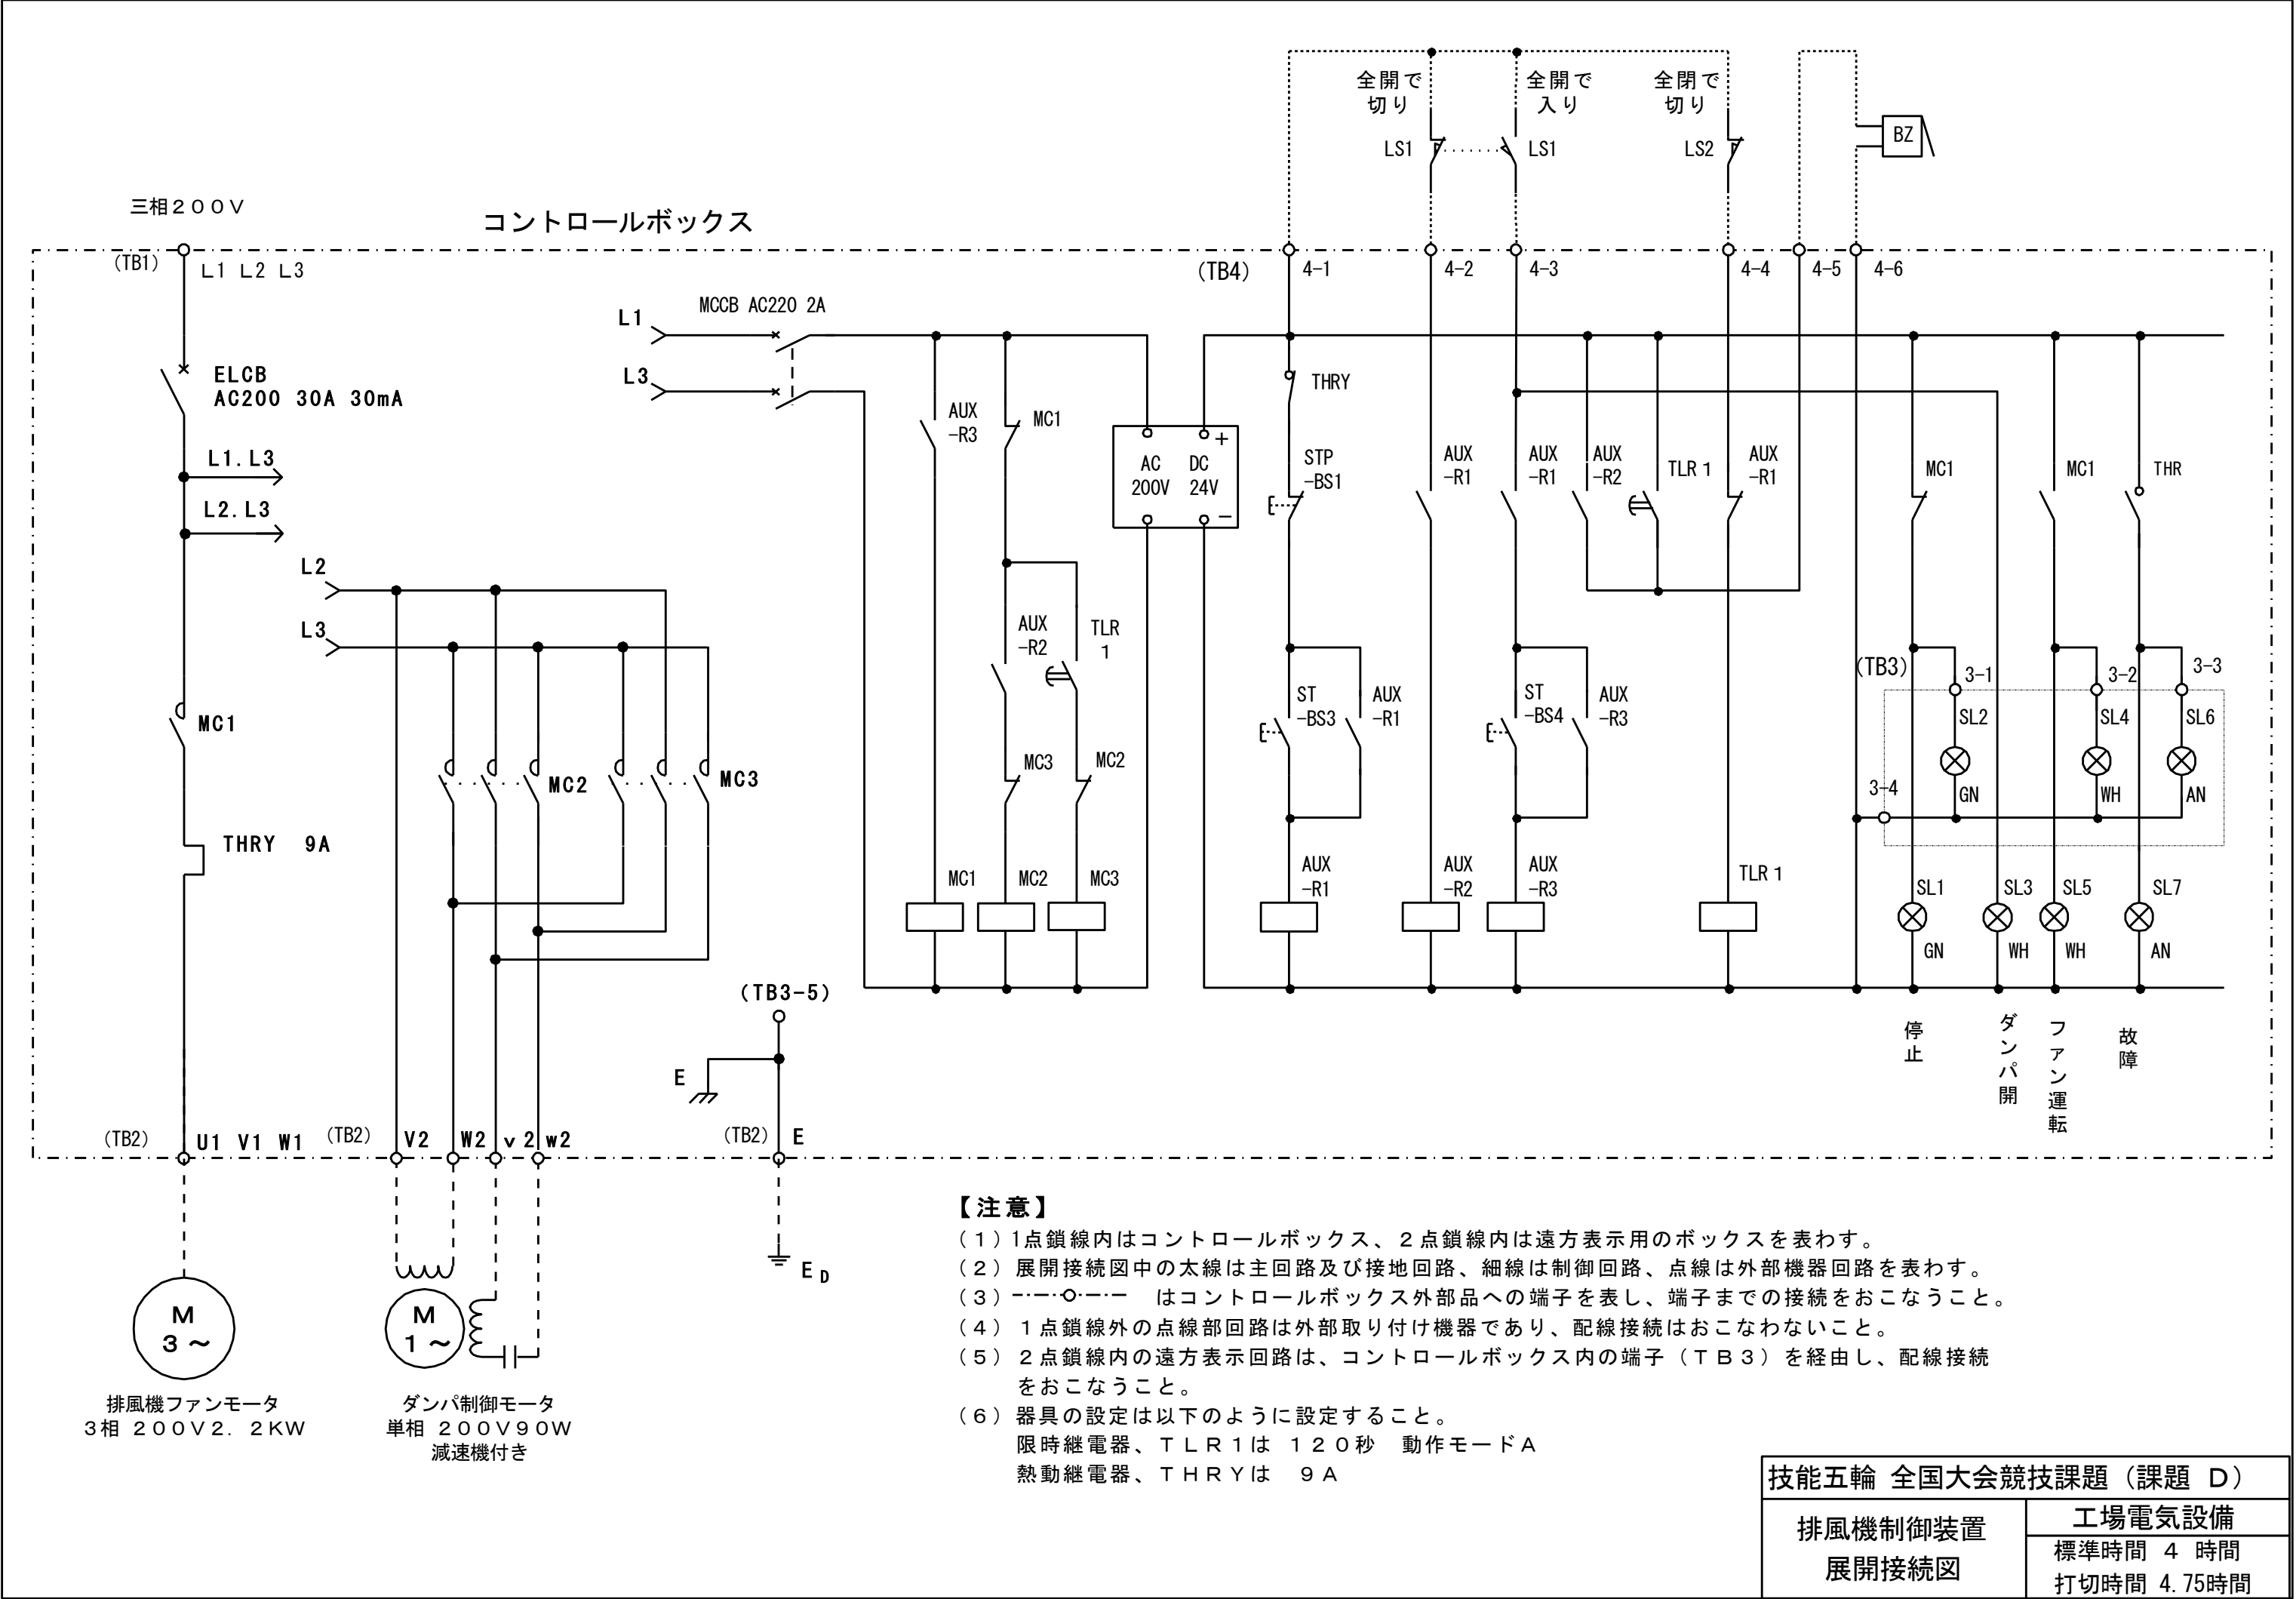 全開で
切り
全開で
入り
全閉で
切り
LS1
LS1
LS2
BZ
三相２００Ｖ
コントロールボックス
(TB1)
L1 L2 L3
(TB4)
4-1
4-2
4-3
4-4
4-5
4-6
MCCB AC220 2A
L1
L3
ELCB
AC200 30A 30mA
L1.L3
L2.L3
L2
L3
AUX
-R3
MC1
AC
200V
DC
24V
+
−
THRY
STP
-BS1
AUX
-R1
AUX
-R1
AUX
-R2
TLR 1
AUX
-R1
MC1
MC1
THR
AUX
-R2
TLR
1
MC3
MC2
ST
-BS3
AUX
-R1
ST
-BS4
AUX
-R3
(TB3)
3-1
3-2
3-3
SL2
SL4
SL6
3-4
GN
WH
AN
MC1
MC2
MC3
THRY 9A
MC1
MC2
MC3
AUX
-R1
AUX
-R2
AUX
-R3
TLR 1
SL1
SL3
SL5
SL7
GN
WH
WH
AN
停止
ダンパ開
ファン運転
故障
(TB3-5)
E
(TB2)
U1 V1 W1
(TB2)
V2
W2
v2
w2
(TB2)
E
E D
M
3～
M
1～
排風機ファンモータ
３相 ２００Ｖ２．２ＫＷ
ダンパ制御モータ
単相 ２００Ｖ９０Ｗ
減速機付き
【注意】
（１）1点鎖線内はコントロールボックス、２点鎖線内は遠方表示用のボックスを表わす。
（２）展開接続図中の太線は主回路及び接地回路、細線は制御回路、点線は外部機器回路を表わす。
（３） はコントロールボックス外部品への端子を表し、端子までの接続をおこなうこと。
（４）１点鎖線外の点線部回路は外部取り付け機器であり、配線接続はおこなわないこと。
（５）２点鎖線内の遠方表示回路は、コントロールボックス内の端子（ＴＢ３）を経由し、配線接続
をおこなうこと。
（６）器具の設定は以下のように設定すること。
限時継電器、ＴＬＲ１は １２０秒 動作モードＡ
熱動継電器、ＴＨＲＹは ９Ａ
技能五輪 全国大会競技課題（課題 Ｄ）
排風機制御装置
展開接続図
工場電気設備
標準時間 ４ 時間
打切時間 4.75時間